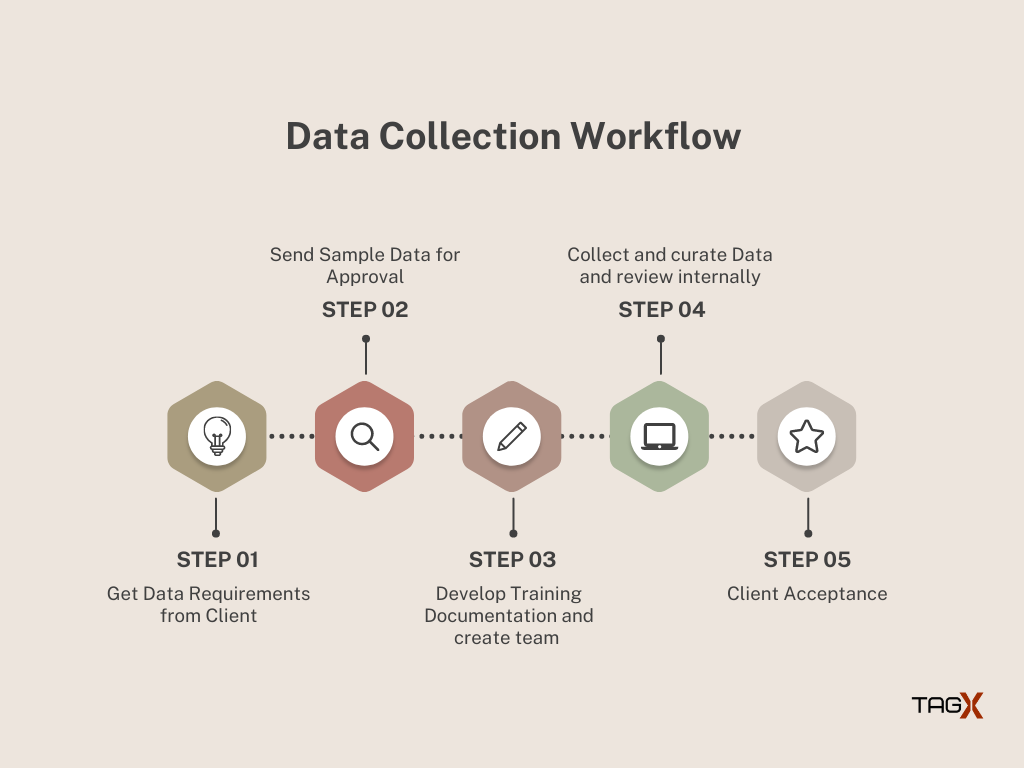 Data Collection Workflow
Send Sample Data for
Approval
STEP 02
Collect and curate Data
and review internally
STEP 04
STEP 01
Get Data Requirements
from Client
STEP 03
Develop Training
Documentation and
create team
STEP 05
Client Acceptance
TAGX